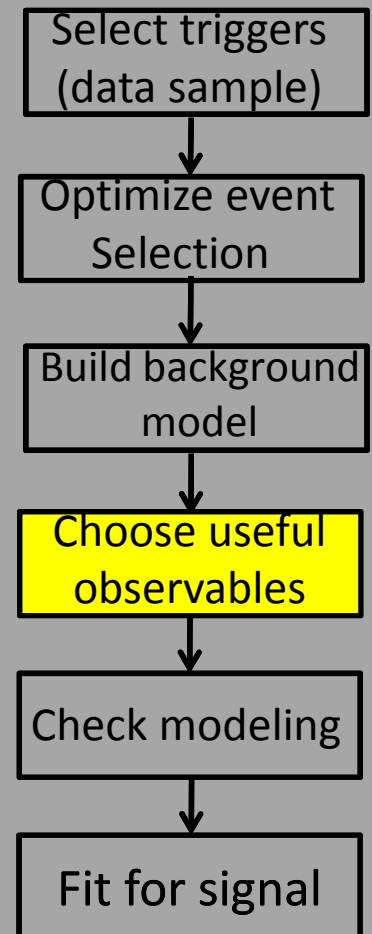 Select triggers
(data sample)
Optimize event
Selection
Build background
model
Choose useful
observables
Check modeling
Fit for signal